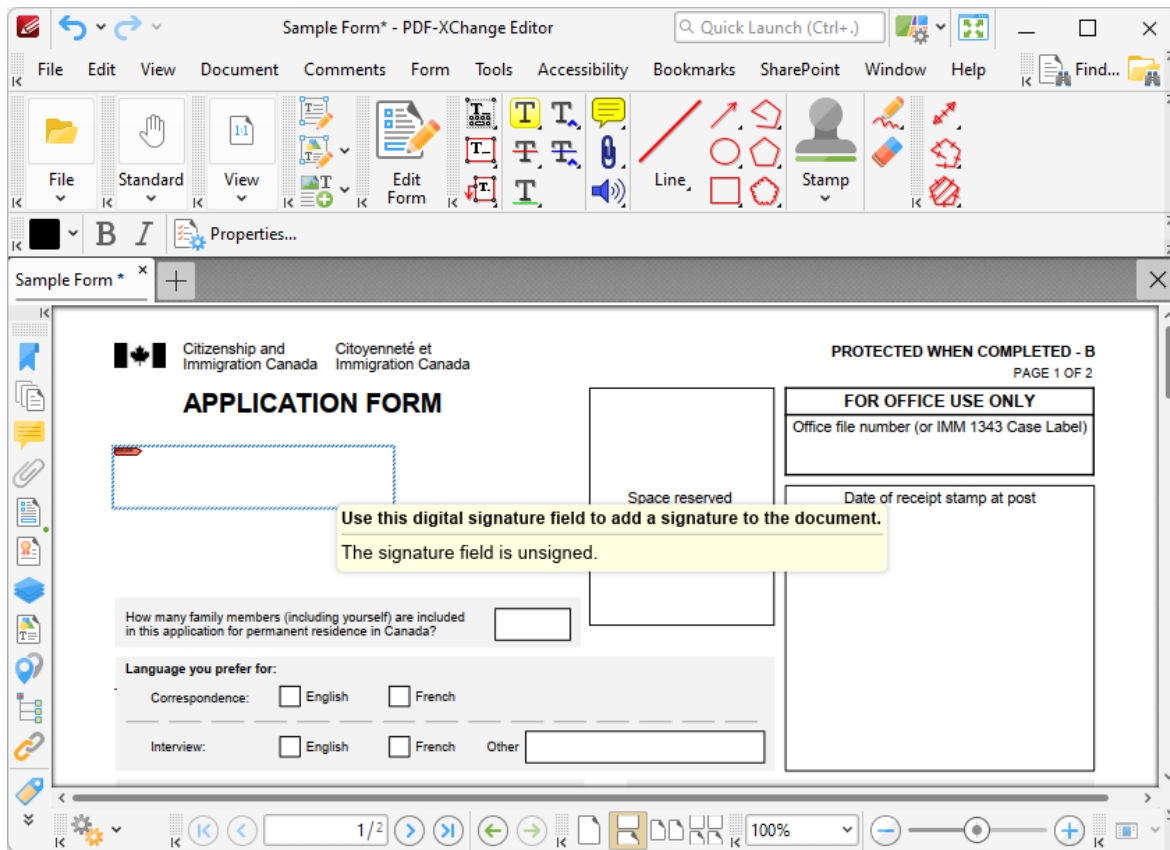 Sample Form* - PDF-XChange Editor
Quick Launch (Ctrl+.)
File Edit View Document Comments Form Tools Accessibility Bookmarks SharePoint Window Help
Find...
File
Standard
View
Edit
Form
Line
Stamp
B I Properties...
Sample Form *
Citizenship and
Immigration Canada
Citoyenneté et
Immigration Canada
PROTECTED WHEN COMPLETED - B
PAGE 1 OF 2
APPLICATION FORM
FOR OFFICE USE ONLY
Office file number (or IMM 1343 Case Label)
Space reserved
Date of receipt stamp at post
Use this digital signature field to add a signature to the document.
The signature field is unsigned.
How many family members (including yourself) are included
in this application for permanent residence in Canada?
Language you prefer for:
Correspondence: English French
Interview: English French Other
1/2
100%